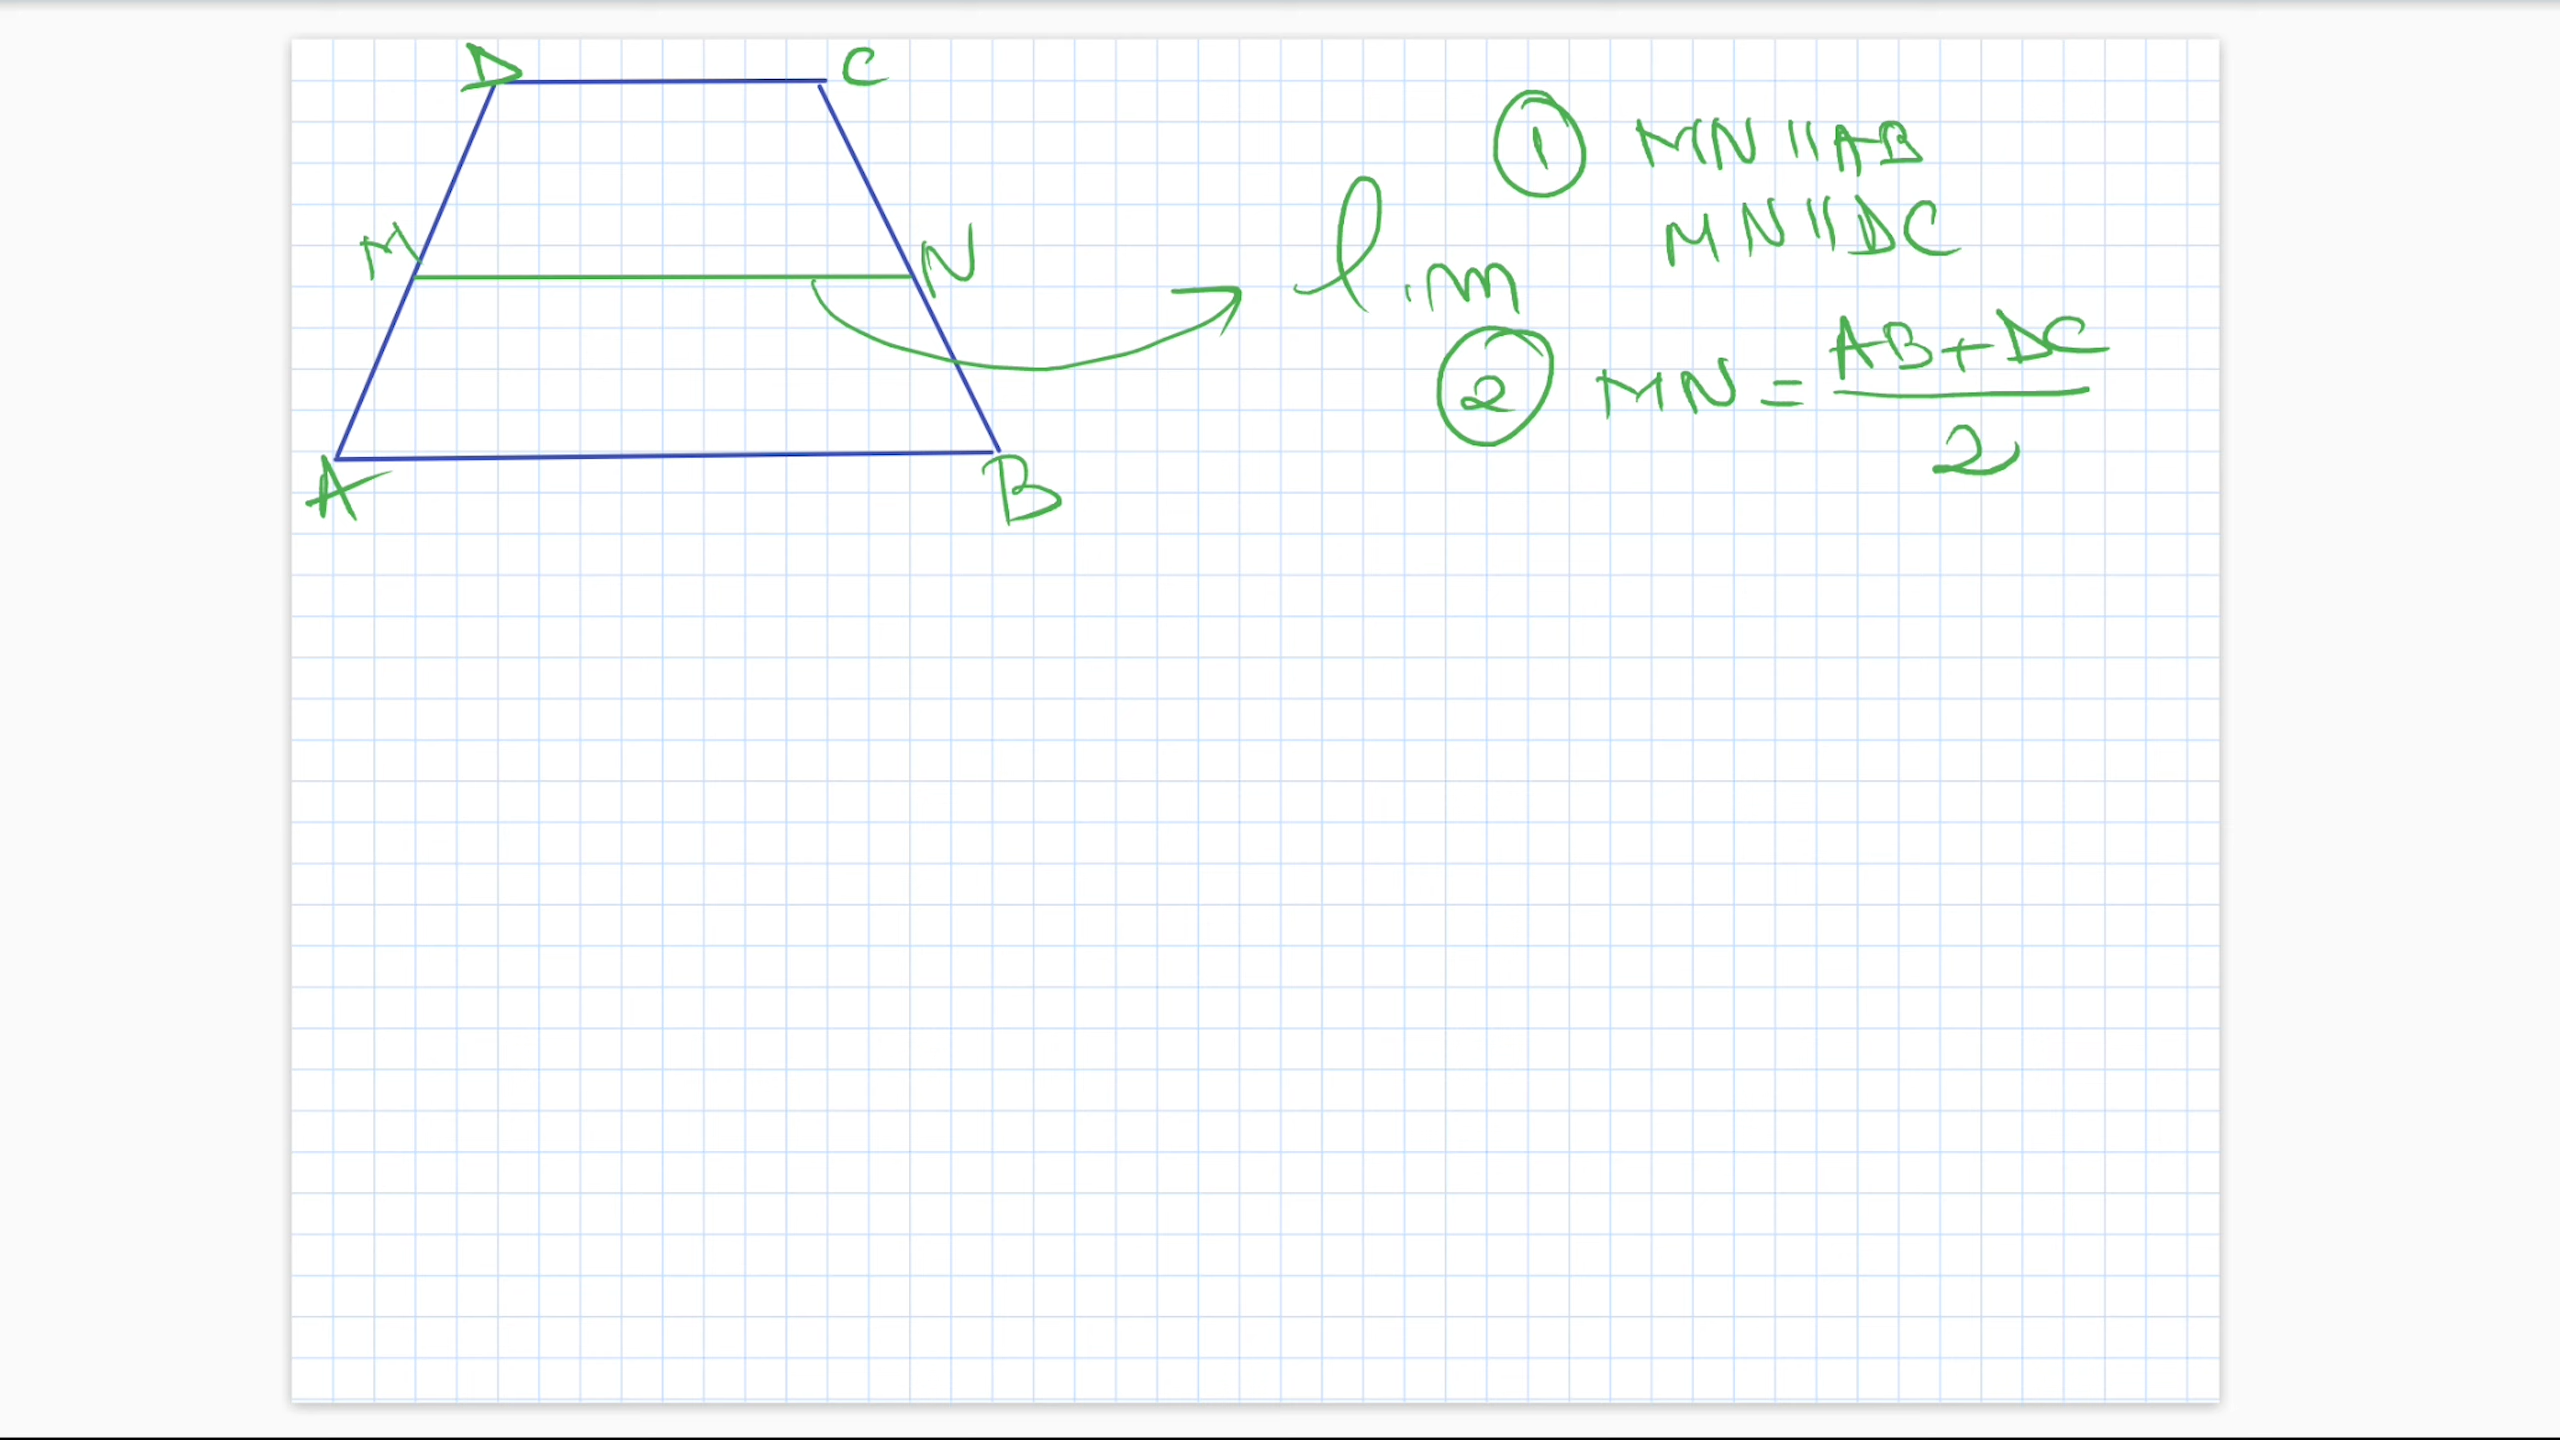 D C
① MN || AB
MN || DC
M N
l.m
② MN = (AB + DC) / 2
A B